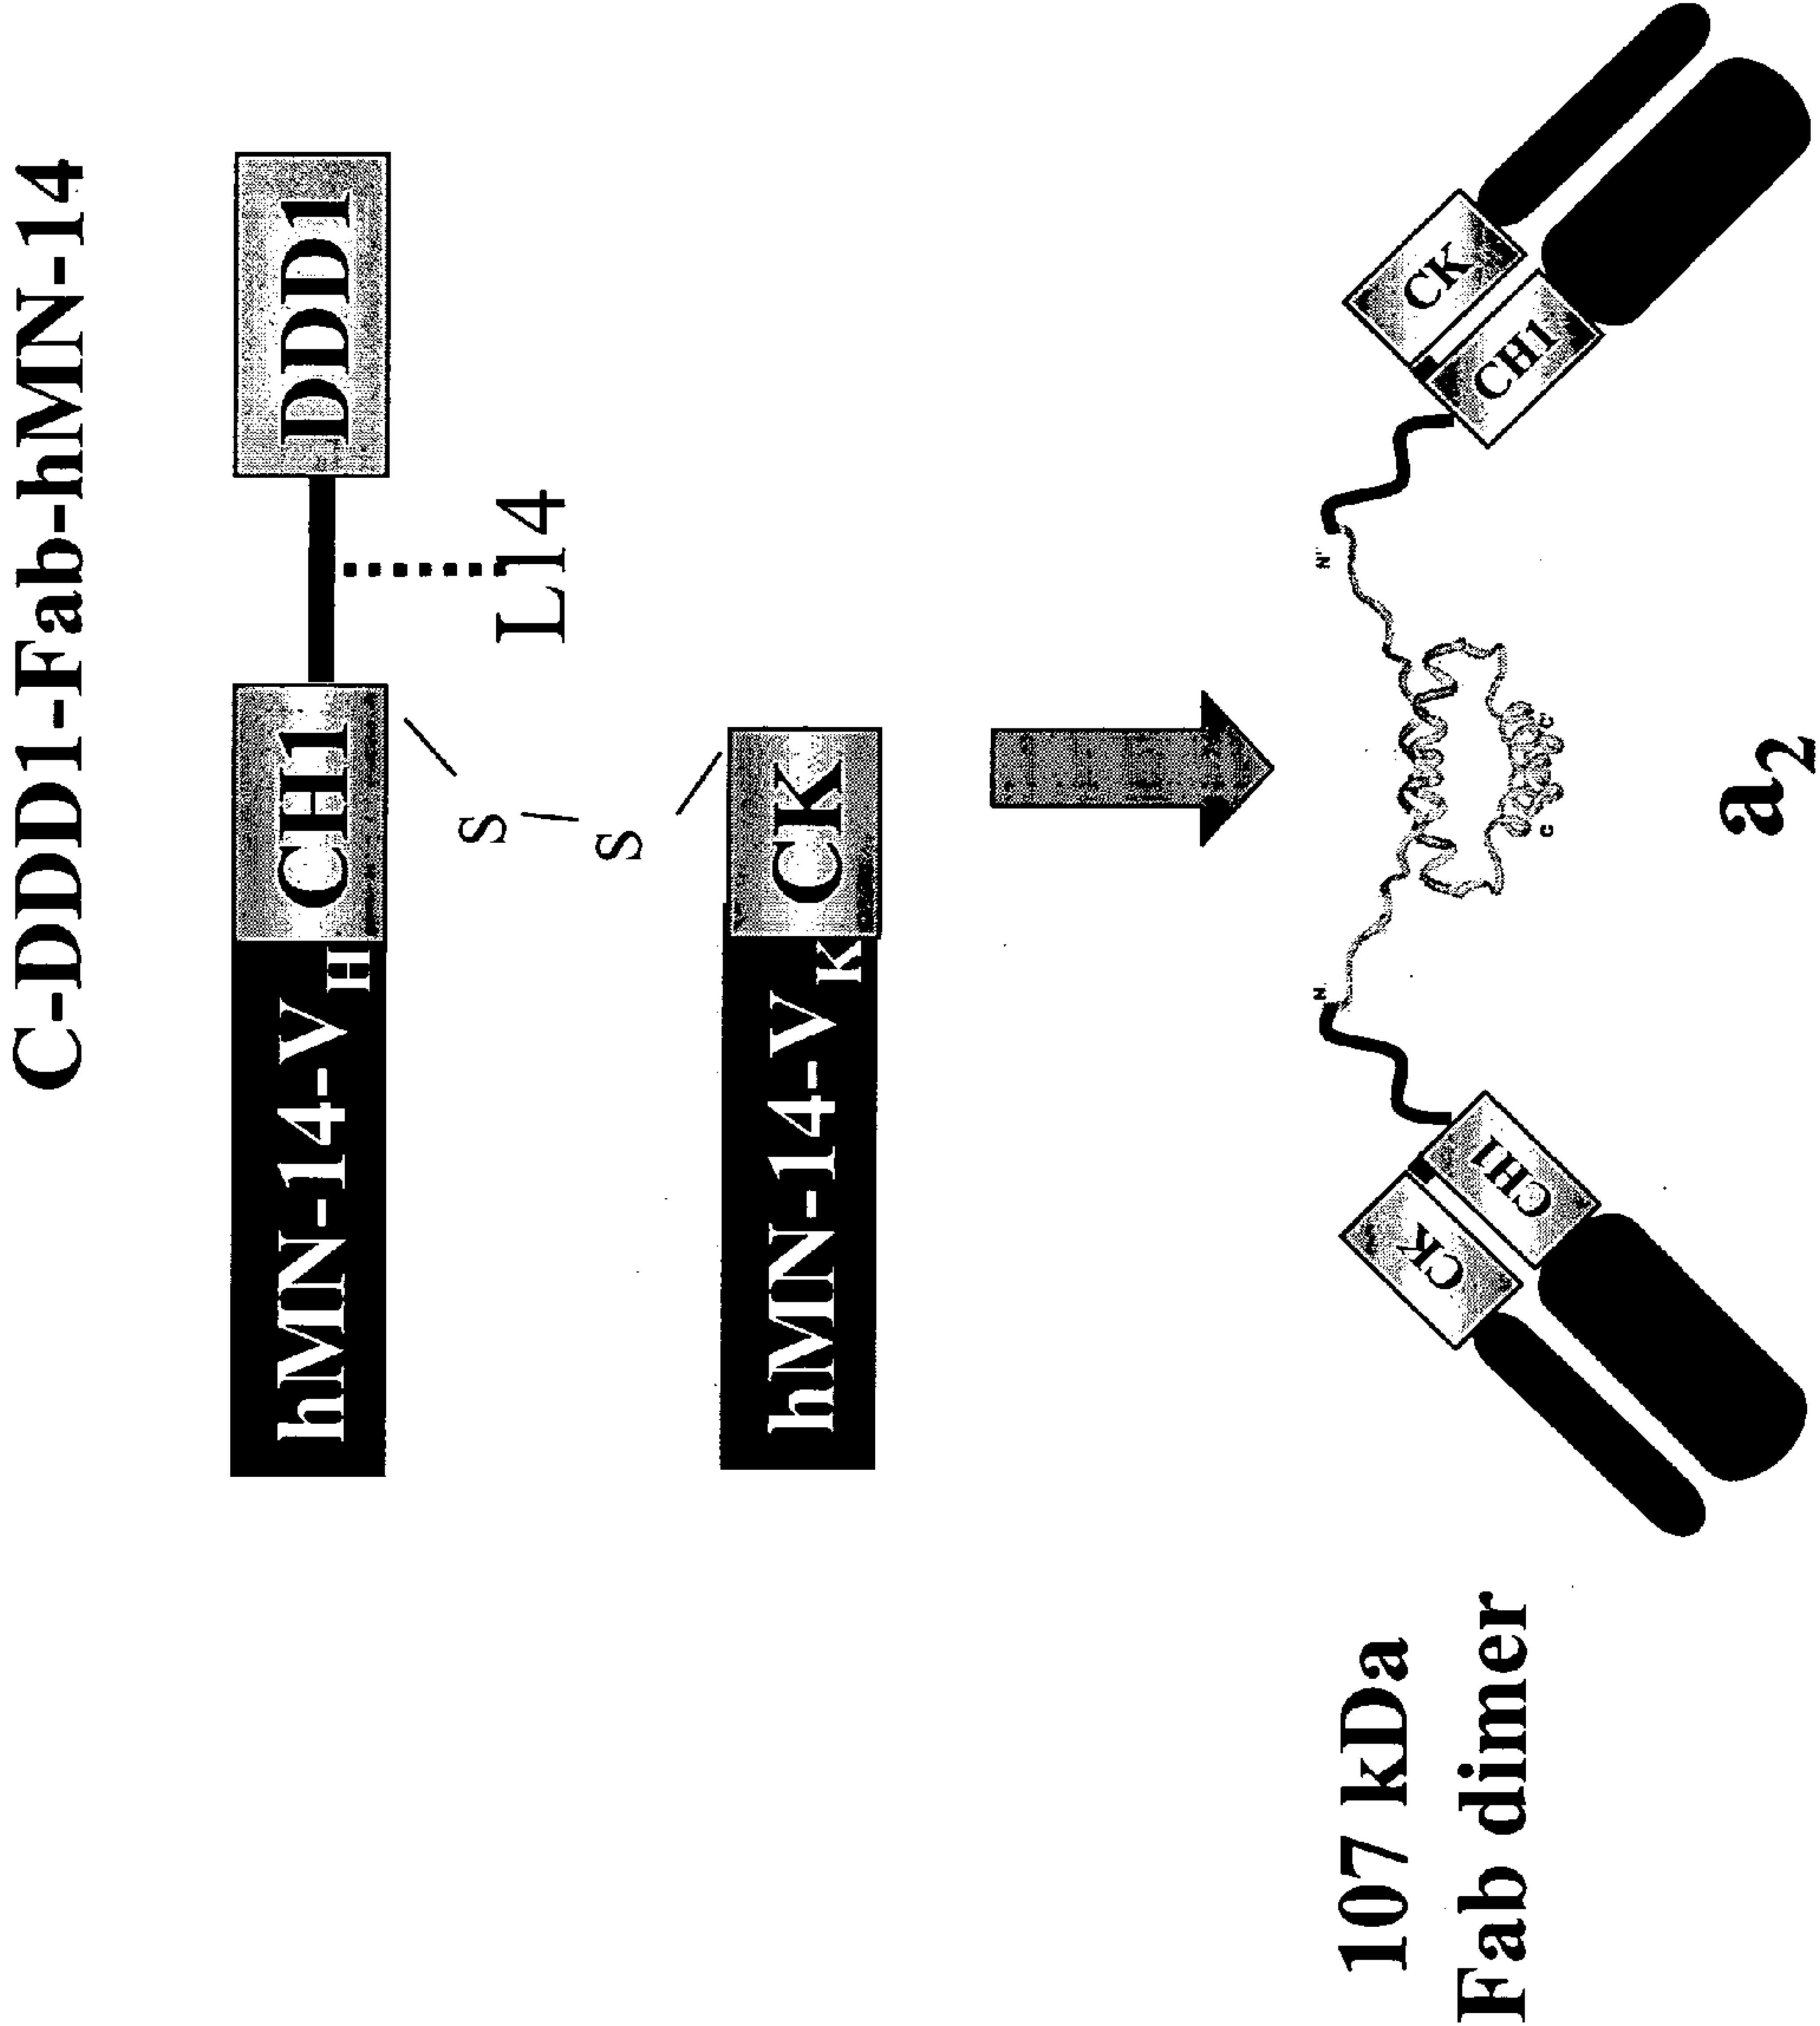 C-DDD1-Fab-hMN-14
hMN-14-VH
CH1
DDD1
L14
S
S
hMN-14-VK
CK
107 kDa
Fab dimer
N
N'
CK
CH1
CH1
CK
C
C'
a2